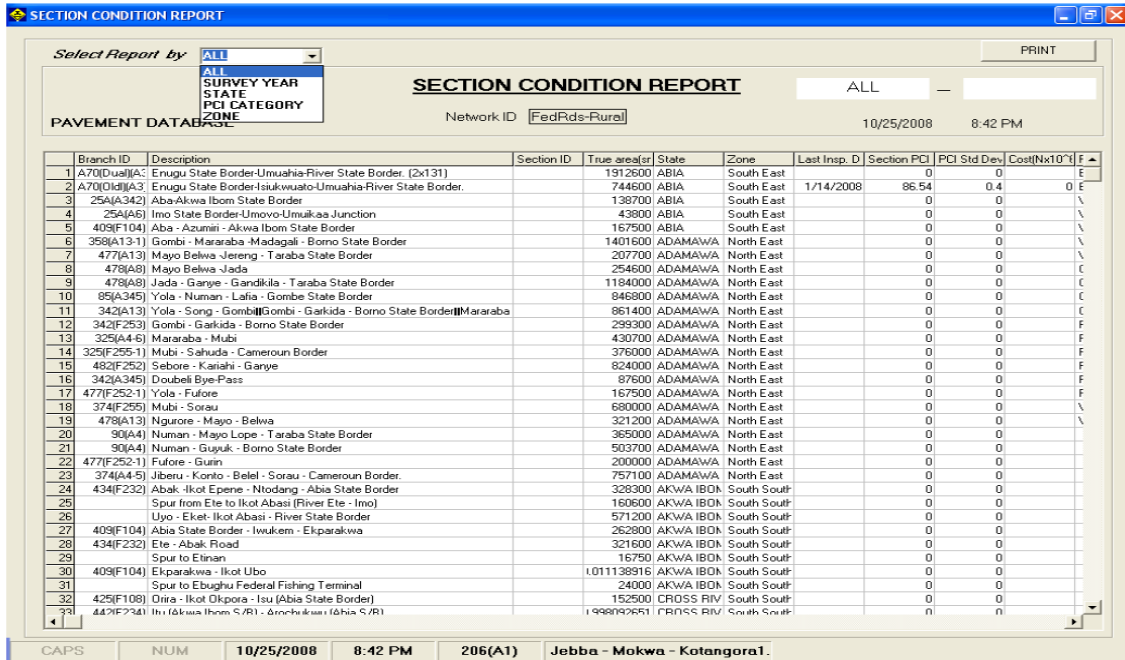 SECTION CONDITION REPORT
Select Report by ALL PRINT
ALL
SURVEY YEAR
STATE
PCI CATEGORY
ZONE
SECTION CONDITION REPORT ALL –
Network ID FedRds-Rural
PAVEMENT DATABASE 10/25/2008 8:42 PM
Branch ID Description Section ID True area(sr State Zone Last Insp. D Section PCI PCI Std Dev Cost(Nx10^
1 A70(Dual)(A3 Enugu State Border-Umuahia-River State Border. (2x131) 1912600 ABIA South East 0 0 E
2 A70(Old)(A3 Enugu State Border-Isiukwuato-Umuahia-River State Border. 744600 ABIA South East 1/14/2008 86.54 0.4 0 E
3 25A(A342) Aba-Akwa Ibom State Border 138700 ABIA South East 0 0 V
4 25A(A6) Imo State Border-Umovo-Umuikaa Junction 43800 ABIA South East 0 0 V
5 409(F104) Aba - Azumiri - Akwa Ibom State Border 167500 ABIA South East 0 0 V
6 358(A13-1) Gombi - Mararaba -Madagali - Borno State Border 1401600 ADAMAWA North East 0 0 V
7 477(A13) Mayo Belwa -Jereng - Taraba State Border 207700 ADAMAWA North East 0 0 V
8 478(A8) Mayo Belwa -Jada 254600 ADAMAWA North East 0 0
9 478(A8) Jada - Ganye - Gandikila - Taraba State Border 1184000 ADAMAWA North East 0 0
10 85(A345) Yola - Numan - Lafia - Gombe State Border 846800 ADAMAWA North East 0 0
11 342(A13) Yola - Song - Gombi||Gombi - Garkida - Borno State Border||Mararaba 861400 ADAMAWA North East 0 0
12 342(F253) Gombi - Garkida - Borno State Border 299300 ADAMAWA North East 0 0 F
13 325(A4-6) Mararaba - Mubi 430700 ADAMAWA North East 0 0 F
14 325(F255-1) Mubi - Sahuda - Cameroun Border 376000 ADAMAWA North East 0 0 F
15 482(F252) Sebore - Kariahi - Ganye 824000 ADAMAWA North East 0 0 F
16 342(A345) Doubeli Bye-Pass 87600 ADAMAWA North East 0 0 F
17 477(F252-1) Yola - Fufore 167500 ADAMAWA North East 0 0 F
18 374(F255) Mubi - Sorau 680000 ADAMAWA North East 0 0 V
19 478(A13) Ngurore - Mayo - Belwa 321200 ADAMAWA North East 0 0 V
20 90(A4) Numan - Mayo Lope - Taraba State Border 365000 ADAMAWA North East 0 0
21 90(A4) Numan - Guyuk - Borno State Border 503700 ADAMAWA North East 0 0
22 477(F252-1) Fufore - Gurin 200000 ADAMAWA North East 0 0
23 374(A4-5) Jiberu - Konto - Belel - Sorau - Cameroun Border. 757100 ADAMAWA North East 0 0
24 434(F232) Abak -Ikot Epene - Ntodang - Abia State Border 328300 AKWA IBOM South South 0 0
25 Spur from Ete to Ikot Abasi (River Ete - Imo) 160600 AKWA IBOM South South 0 0
26 Uyo - Eket- Ikot Abasi - River State Border 571200 AKWA IBOM South South 0 0
27 409(F104) Abia State Border - Iwukem - Ekparakwa 262800 AKWA IBOM South South 0 0
28 434(F232) Ete - Abak Road 321600 AKWA IBOM South South 0 0
29 Spur to Etinan 16750 AKWA IBOM South South 0 0
30 409(F104) Ekparakwa - Ikot Ubo .011138916 AKWA IBOM South South 0 0
31 Spur to Ebughu Federal Fishing Terminal 24000 AKWA IBOM South South 0 0
32 425(F108) Orira - Ikot Okpora - Isu (Abia State Border) 152500 CROSS RIV South South 0 0
33 442(F234) Itu (Akwa Ibom S/B) - Arochukwu (Abia S/B) .998092651 CROSS RIV South South 0 0
CAPS NUM 10/25/2008 8:42 PM 206(A1) Jebba - Mokwa - Kotangora1.